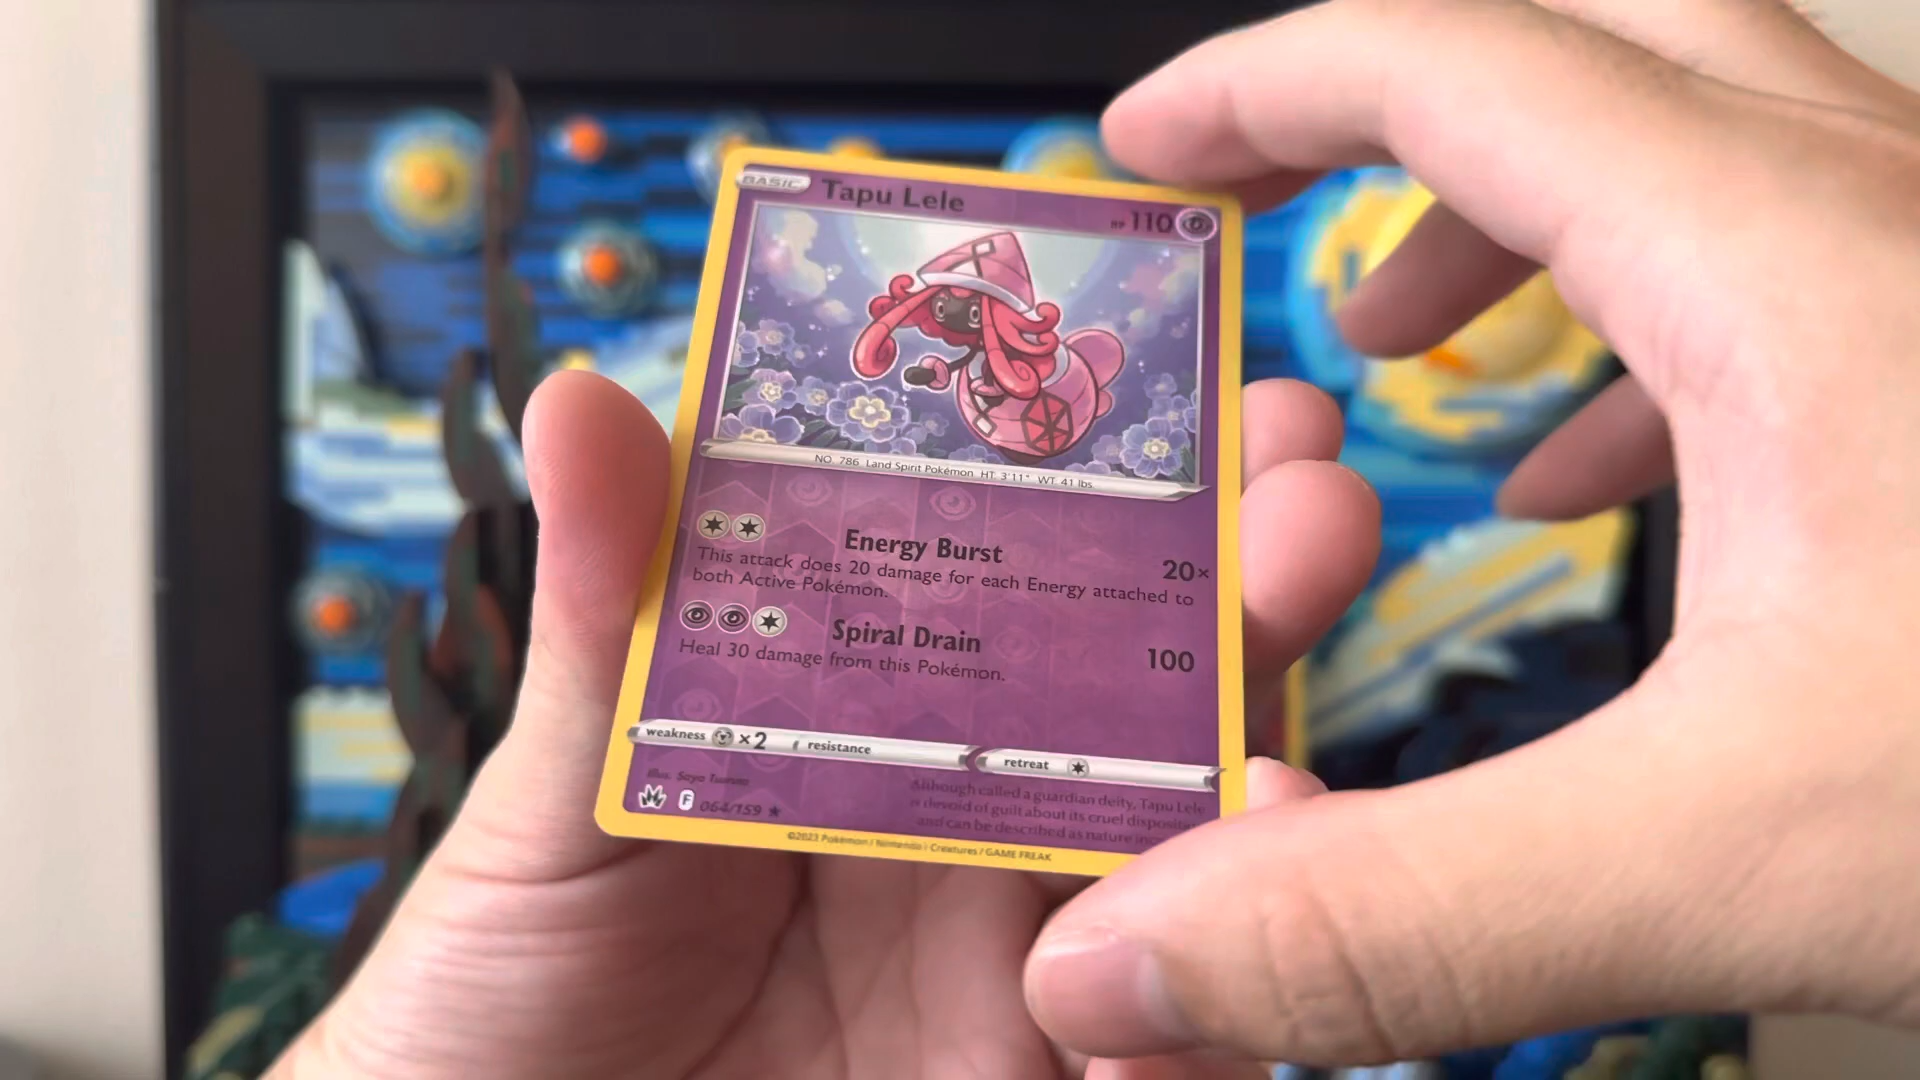 BASIC Tapu Lele HP 110
NO. 786 Land Spirit Pokémon HT. 3'11" WT. 41 lbs.
Energy Burst 20×
This attack does 20 damage for each Energy attached to
both Active Pokémon.
Spiral Drain 100
Heal 30 damage from this Pokémon.
weakness ×2 resistance retreat
Illus. Saya Tsuruta
F 064/159 ★
Although called a guardian deity, Tapu Lele
is devoid of guilt about its cruel
and can be described as nature
©2023 Pokémon / Nintendo / Creatures / GAME FREAK